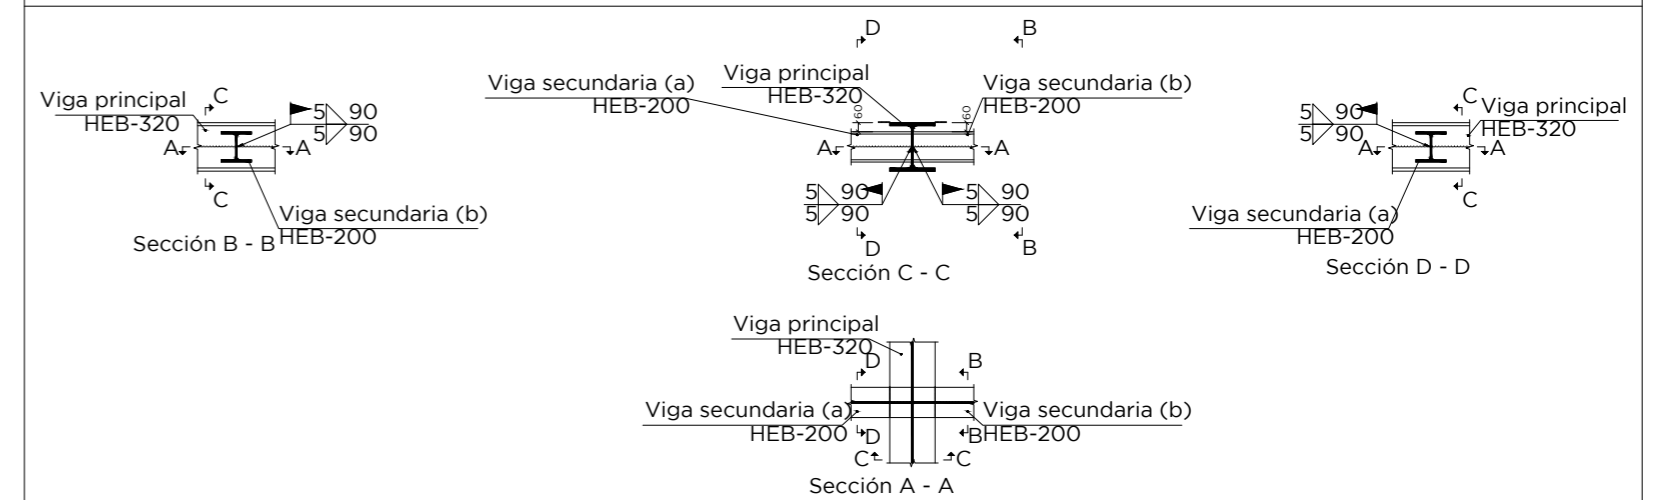 Viga principal
HEB-320
C
5 90
5 90
A
A
C
Viga secundaria (b)
HEB-200
Sección B - B
D
B
Viga secundaria (a)
HEB-200
Viga principal
HEB-320
Viga secundaria (b)
HEB-200
60
60
A
A
5 90
5 90
5 90
5 90
D
B
Sección C - C
5 90
5 90
C
Viga principal
HEB-320
A
A
C
Viga secundaria (a)
HEB-200
Sección D - D
Viga principal
HEB-320
D
B
Viga secundaria (a)
HEB-200
Viga secundaria (b)
HEB-200
D
B
C
C
Sección A - A